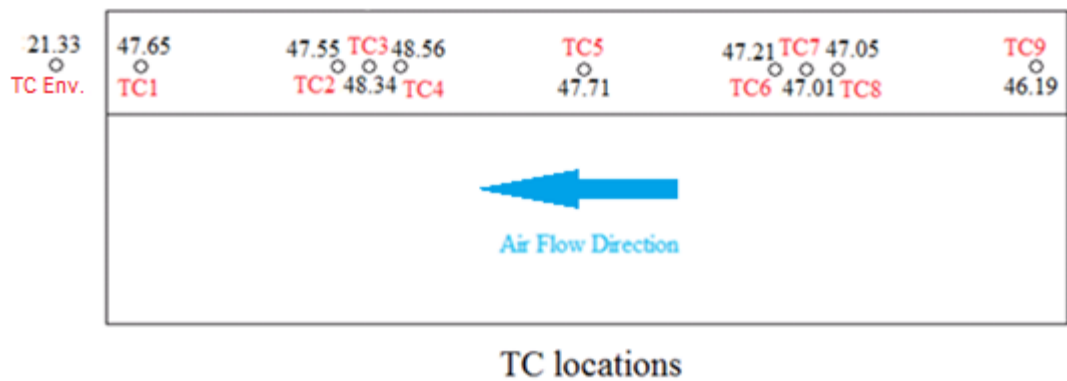 21.33 47.65 47.55 TC3 48.56 TC5 47.21 TC7 47.05 TC9
TC Env. TC1 TC2 48.34 TC4 47.71 TC6 47.01 TC8 46.19
Air Flow Direction
TC locations